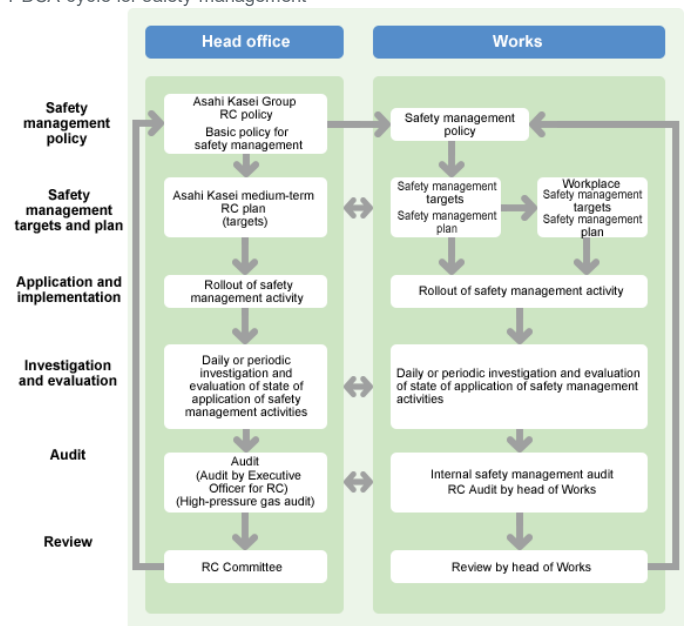 PDCA cycle for safety management
Head office
Works
Safety
management
policy
Asahi Kasei Group
RC policy
Basic policy for
safety management
Safety management
policy
Safety
management
targets and plan
Asahi Kasei medium-term
RC plan
(targets)
Safety management
targets
Safety management
plan
Workplace
Safety management
targets
Safety management
plan
Application and
implementation
Rollout of safety
management activity
Rollout of safety management activity
Investigation
and evaluation
Daily or periodic
investigation and
evaluation of state of
application of safety
management activities
Daily or periodic investigation and evaluation
of state of application of safety management
activities
Audit
Audit
(Audit by Executive
Officer for RC)
(High-pressure gas audit)
Internal safety management audit
RC Audit by head of Works
Review
RC Committee
Review by head of Works